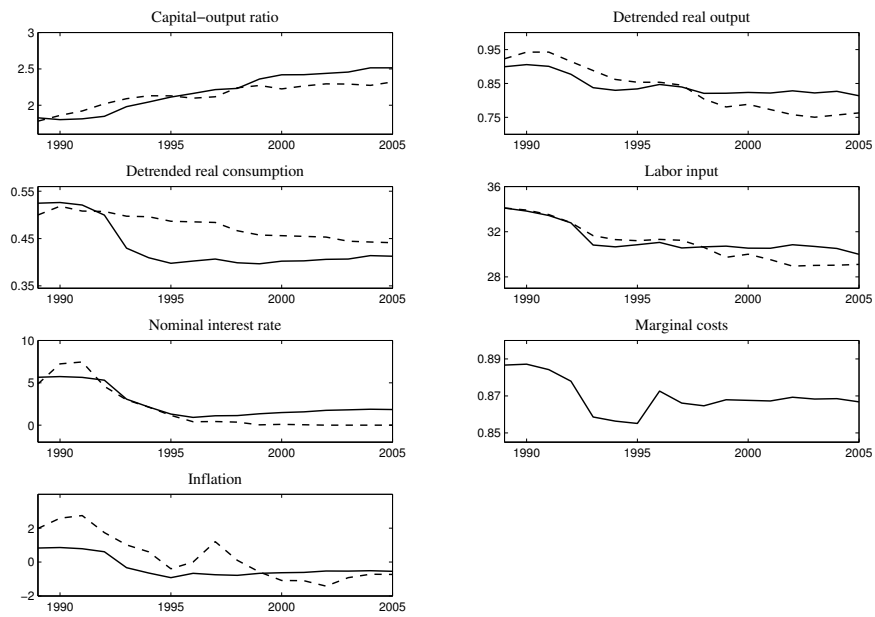 Capital−output ratio
3
2.5
2
1990 1995 2000 2005
Detrended real output
0.95
0.85
0.75
1990 1995 2000 2005
Detrended real consumption
0.55
0.45
0.35
1990 1995 2000 2005
Labor input
36
32
28
1990 1995 2000 2005
Nominal interest rate
10
5
0
1990 1995 2000 2005
Marginal costs
0.89
0.87
0.85
1990 1995 2000 2005
Inflation
2
0
−2
1990 1995 2000 2005